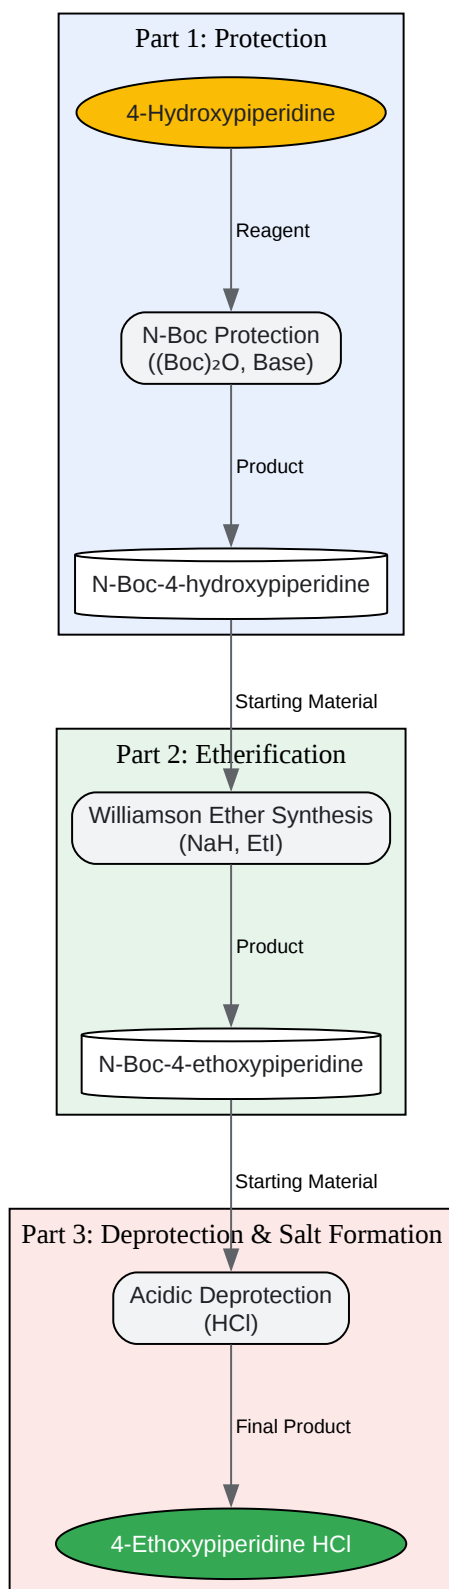 Part 1: Protection
4-Hydroxypiperidine
Reagent
N-Boc Protection
((Boc)₂O, Base)
Product
N-Boc-4-hydroxypiperidine
Starting Material
Part 2: Etherification
Williamson Ether Synthesis
(NaH, EtI)
Product
N-Boc-4-ethoxypiperidine
Starting Material
Part 3: Deprotection & Salt Formation
Acidic Deprotection
(HCl)
Final Product
4-Ethoxypiperidine HCl